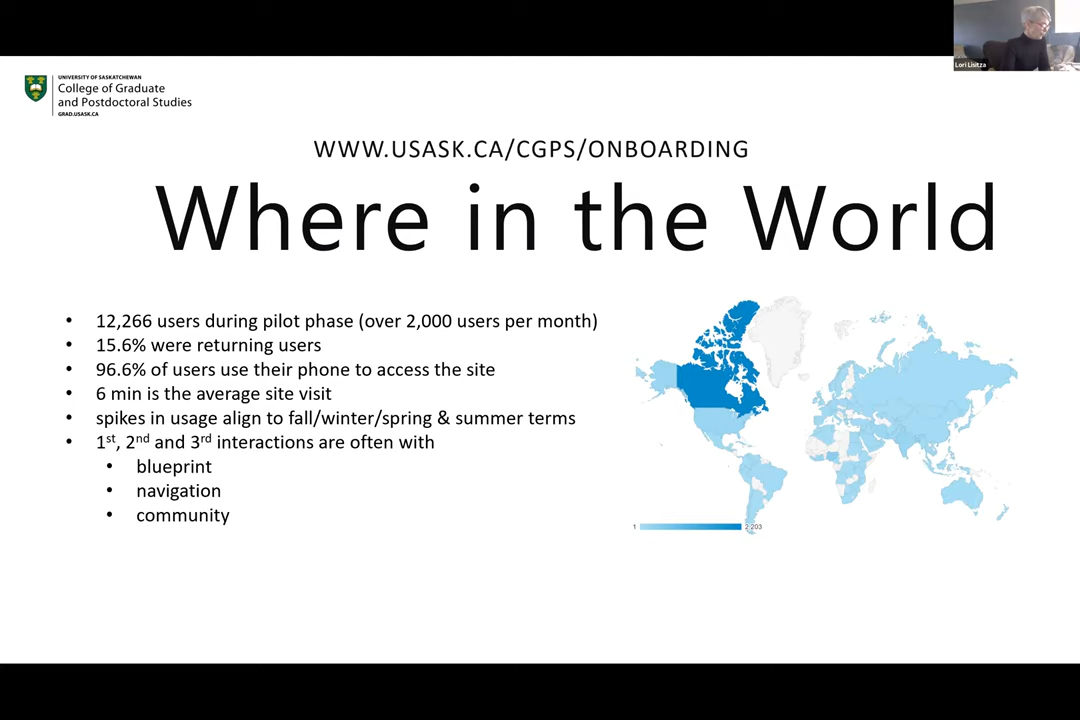 Lori Lisitza
UNIVERSITY OF SASKATCHEWAN
College of Graduate
and Postdoctoral Studies
GRAD.USASK.CA
WWW.USASK.CA/CGPS/ONBOARDING
Where in the World
• 12,266 users during pilot phase (over 2,000 users per month)
• 15.6% were returning users
• 96.6% of users use their phone to access the site
• 6 min is the average site visit
• spikes in usage align to fall/winter/spring & summer terms
• 1st, 2nd and 3rd interactions are often with
• blueprint
• navigation
• community
1 2,203